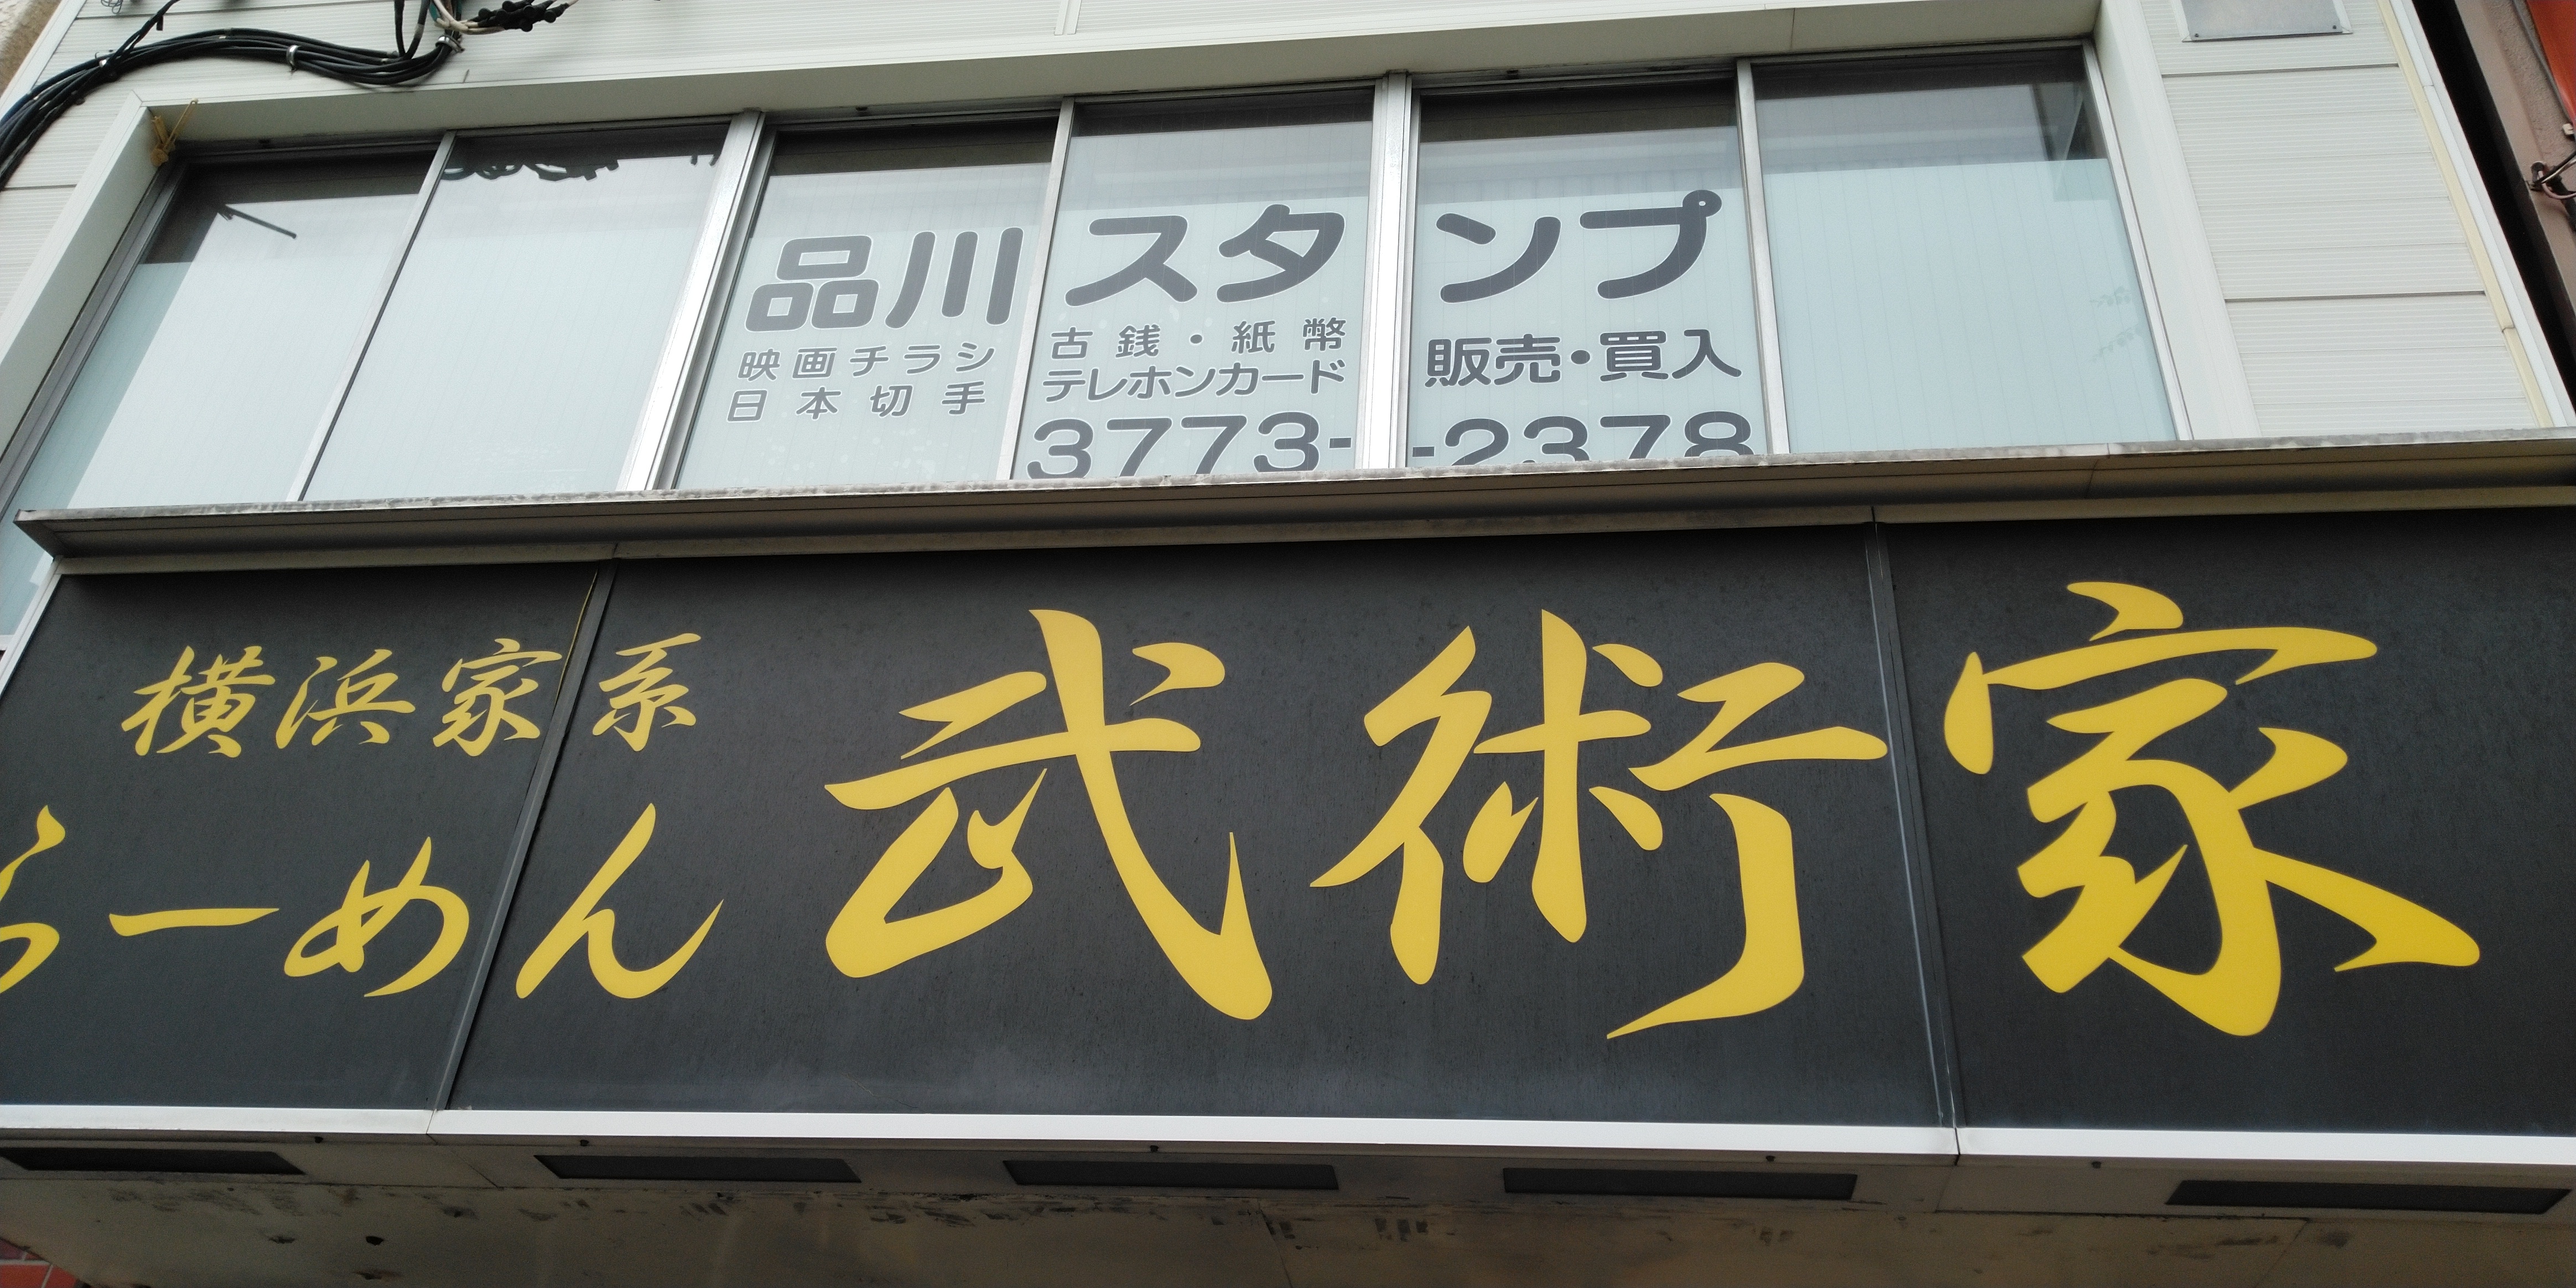 品川スタンプ
映画チラシ 古銭・紙幣 販売・買入
日本切手 テレホンカード
3773-2378
横浜家系
らーめん 武術家